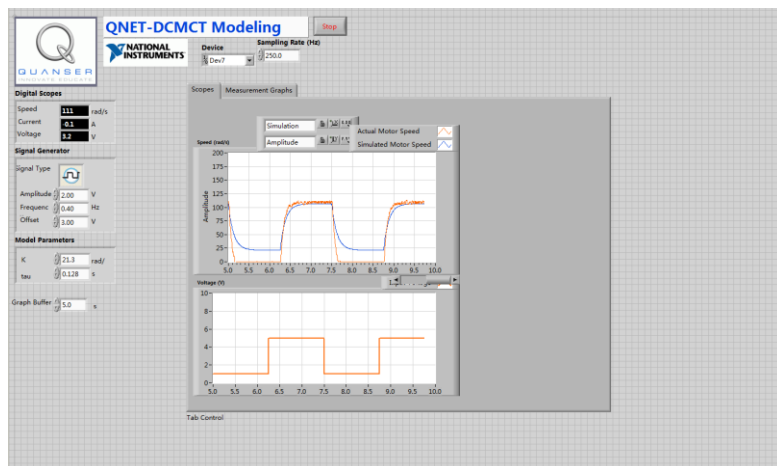 QNET-DCMCT Modeling
Stop
QUANSER
INNOVATE EDUCATE
NATIONAL
INSTRUMENTS
Device
Dev7
Sampling Rate (Hz)
250.0
Digital Scopes
Speed 111 rad/s
Current -0.1 A
Voltage 3.2 V
Signal Generator
Signal Type
Amplitude 2.00 V
Frequenc 0.40 Hz
Offset 3.00 V
Model Parameters
K 21.3 rad/
tau 0.128 s
Graph Buffer 5.0 s
Scopes Measurement Graphs
Simulation
Amplitude
Actual Motor Speed
Simulated Motor Speed
Speed (rad/s)
Amplitude
200
175
150
125
100
75
50
25
0
5.0 5.5 6.0 6.5 7.0 7.5 8.0 8.5 9.0 9.5 10.0
Voltage (V)
10
8
6
4
2
0
5.0 5.5 6.0 6.5 7.0 7.5 8.0 8.5 9.0 9.5 10.0
Tab Control